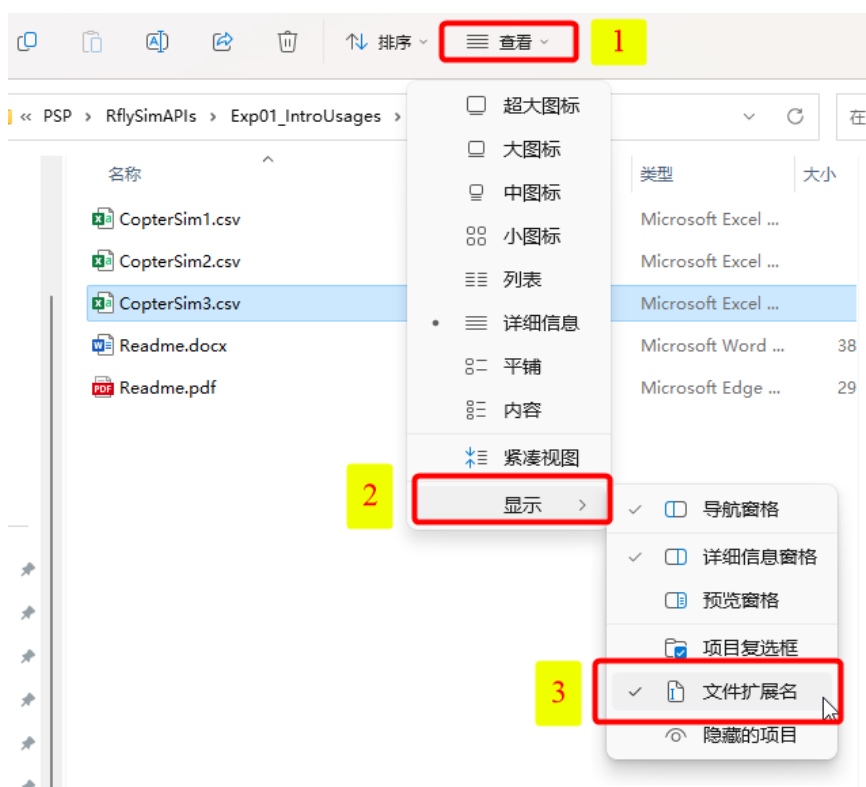 排序 查看 1
« PSP › RflySimAPIs › Exp01_IntroUsages › 在
名称 类型 大小
CopterSim1.csv Microsoft Excel ...
CopterSim2.csv Microsoft Excel ...
CopterSim3.csv Microsoft Excel ...
Readme.docx Microsoft Word ... 38
Readme.pdf Microsoft Edge ... 29
超大图标
大图标
中图标
小图标
列表
详细信息
平铺
内容
紧凑视图
2 显示 ›
导航窗格
详细信息窗格
预览窗格
项目复选框
3 文件扩展名
隐藏的项目